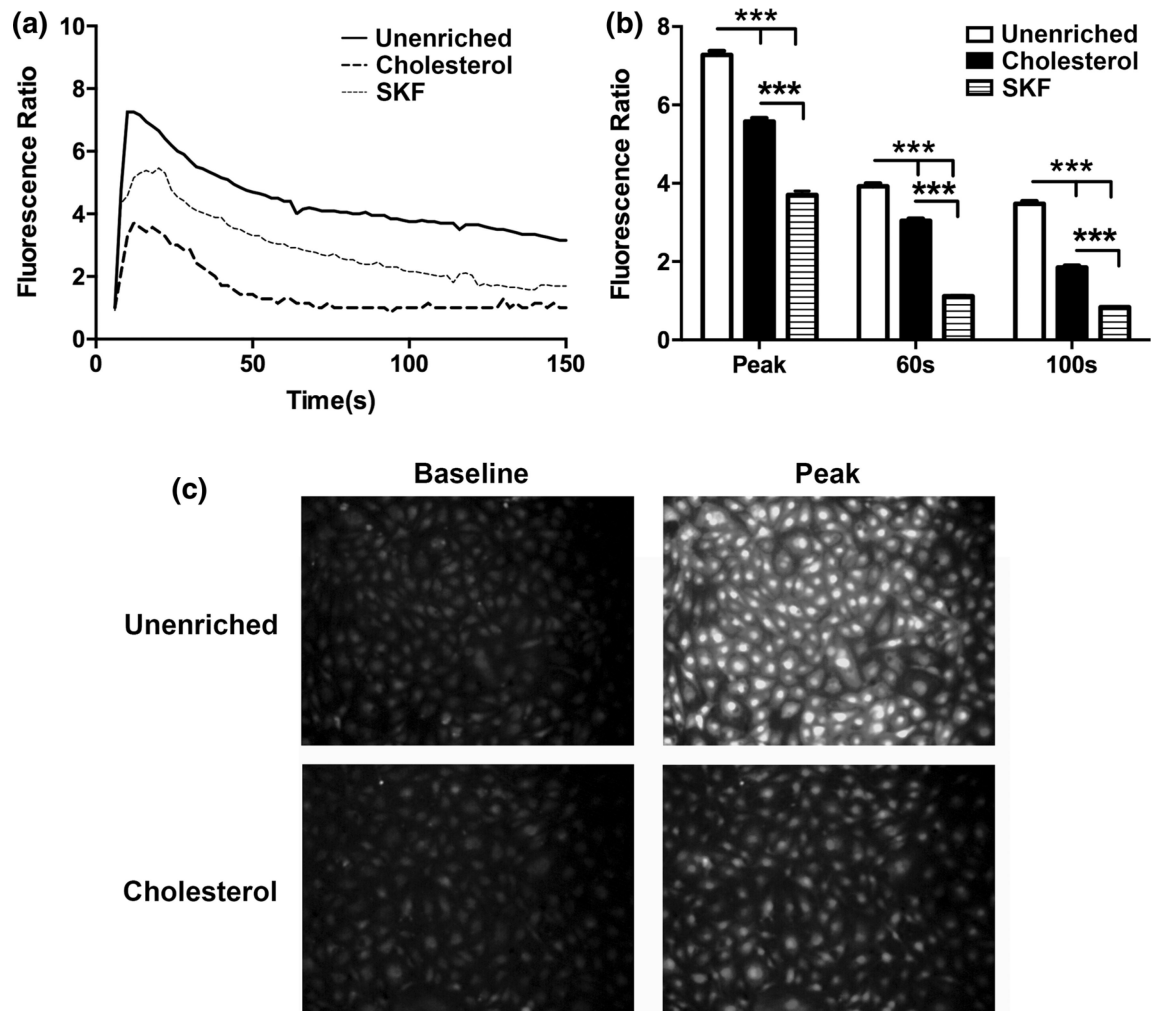 (a)
10
8
6
4
2
0
Fluorescence Ratio
0 50 100 150
Time(s)
Unenriched
Cholesterol
SKF
(b)
8
6
4
2
0
Fluorescence Ratio
Peak 60s 100s
Unenriched
Cholesterol
SKF
***
***
***
***
***
***
(c)
Baseline Peak
Unenriched
Cholesterol